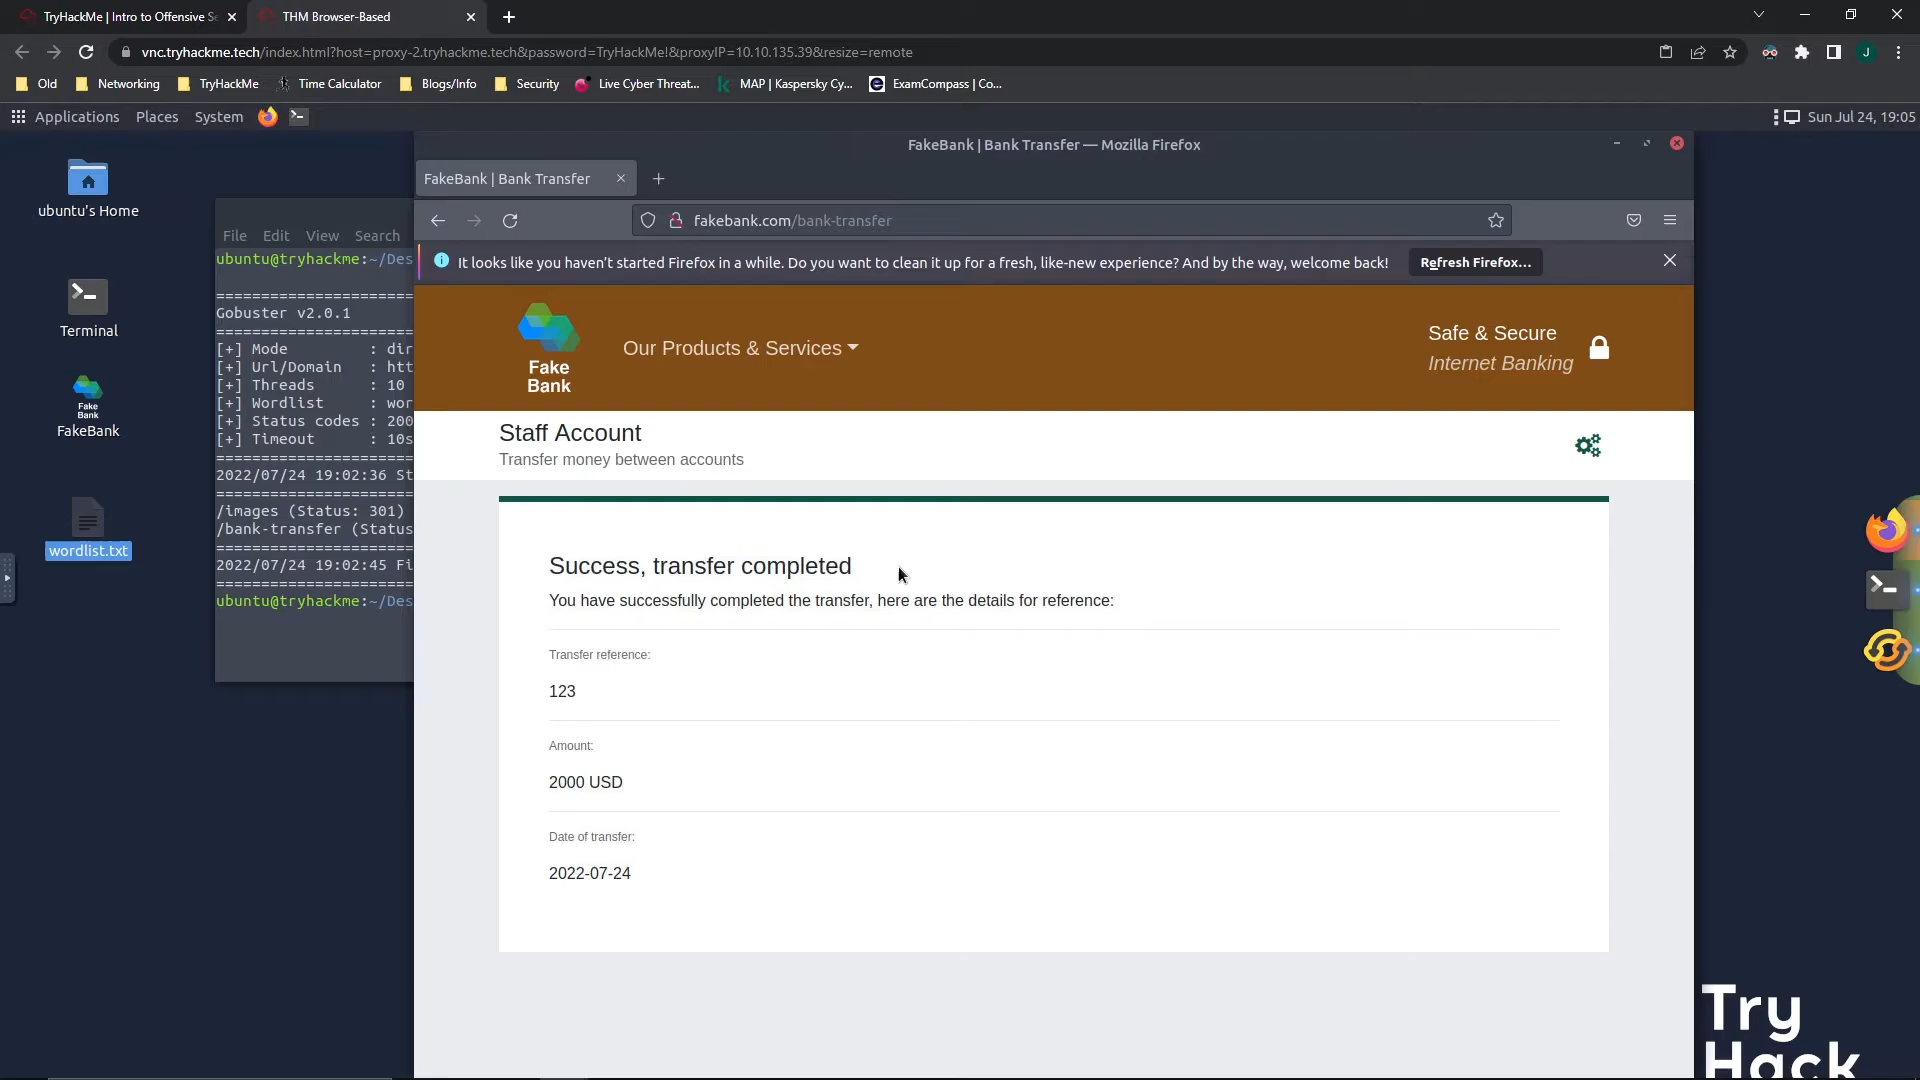 TryHackMe | Intro to Offensive Se
THM Browser-Based
vnc.tryhackme.tech/index.html?host=proxy-2.tryhackme.tech&password=TryHackMe!&proxyIP=10.10.135.39&resize=remote
J
Old
Networking
TryHackMe
Time Calculator
Blogs/Info
Security
Live Cyber Threat...
MAP | Kaspersky Cy...
ExamCompass | Co...
Applications Places System
Sun Jul 24, 19:05
ubuntu's Home
Terminal
Fake
Bank
FakeBank
wordlist.txt
File Edit View Search
ubuntu@tryhackme:~/Des
=====================
Gobuster v2.0.1
=====================
[+] Mode : dir
[+] Url/Domain : htt
[+] Threads : 10
[+] Wordlist : wor
[+] Status codes : 200
[+] Timeout : 10s
=====================
2022/07/24 19:02:36 St
=====================
/images (Status: 301)
/bank-transfer (Status
=====================
2022/07/24 19:02:45 Fi
=====================
ubuntu@tryhackme:~/Des
FakeBank | Bank Transfer — Mozilla Firefox
FakeBank | Bank Transfer
fakebank.com/bank-transfer
It looks like you haven't started Firefox in a while. Do you want to clean it up for a fresh, like-new experience? And by the way, welcome back!
Refresh Firefox...
Fake
Bank
Our Products & Services
Safe & Secure
Internet Banking
Staff Account
Transfer money between accounts
Success, transfer completed
You have successfully completed the transfer, here are the details for reference:
Transfer reference:
123
Amount:
2000 USD
Date of transfer:
2022-07-24
Try
Hack